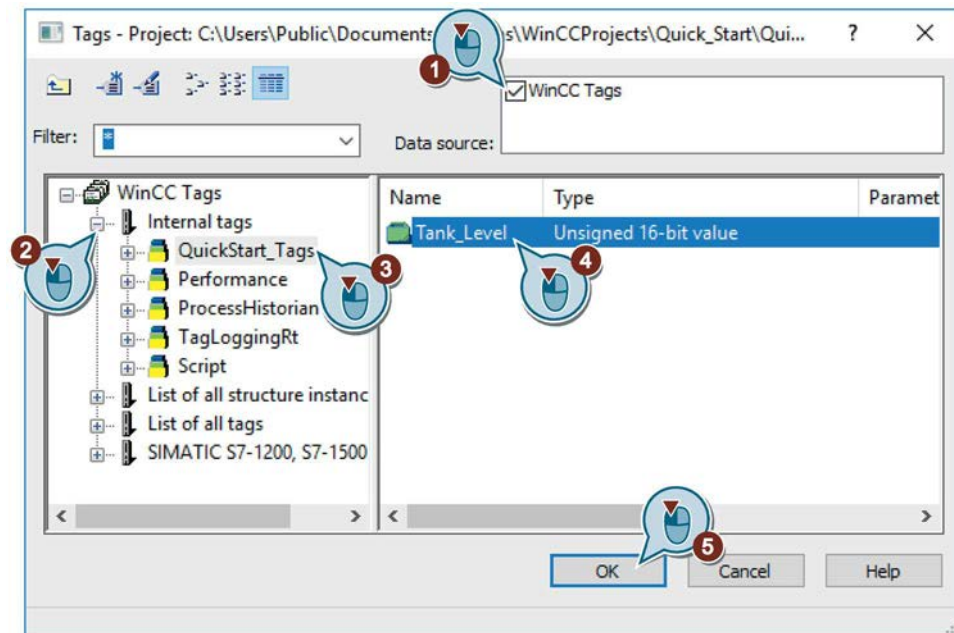 Tags - Project: C:\Users\Public\Documents s\WinCCProjects\Quick_Start\Qui... ?
1
WinCC Tags
Filter: *
Data source:
WinCC Tags
Internal tags
QuickStart_Tags
Performance
ProcessHistorian
TagLoggingRt
Script
List of all structure instanc
List of all tags
SIMATIC S7-1200, S7-1500
2
3
Name Type Paramet
Tank_Level Unsigned 16-bit value
4
5
OK Cancel Help